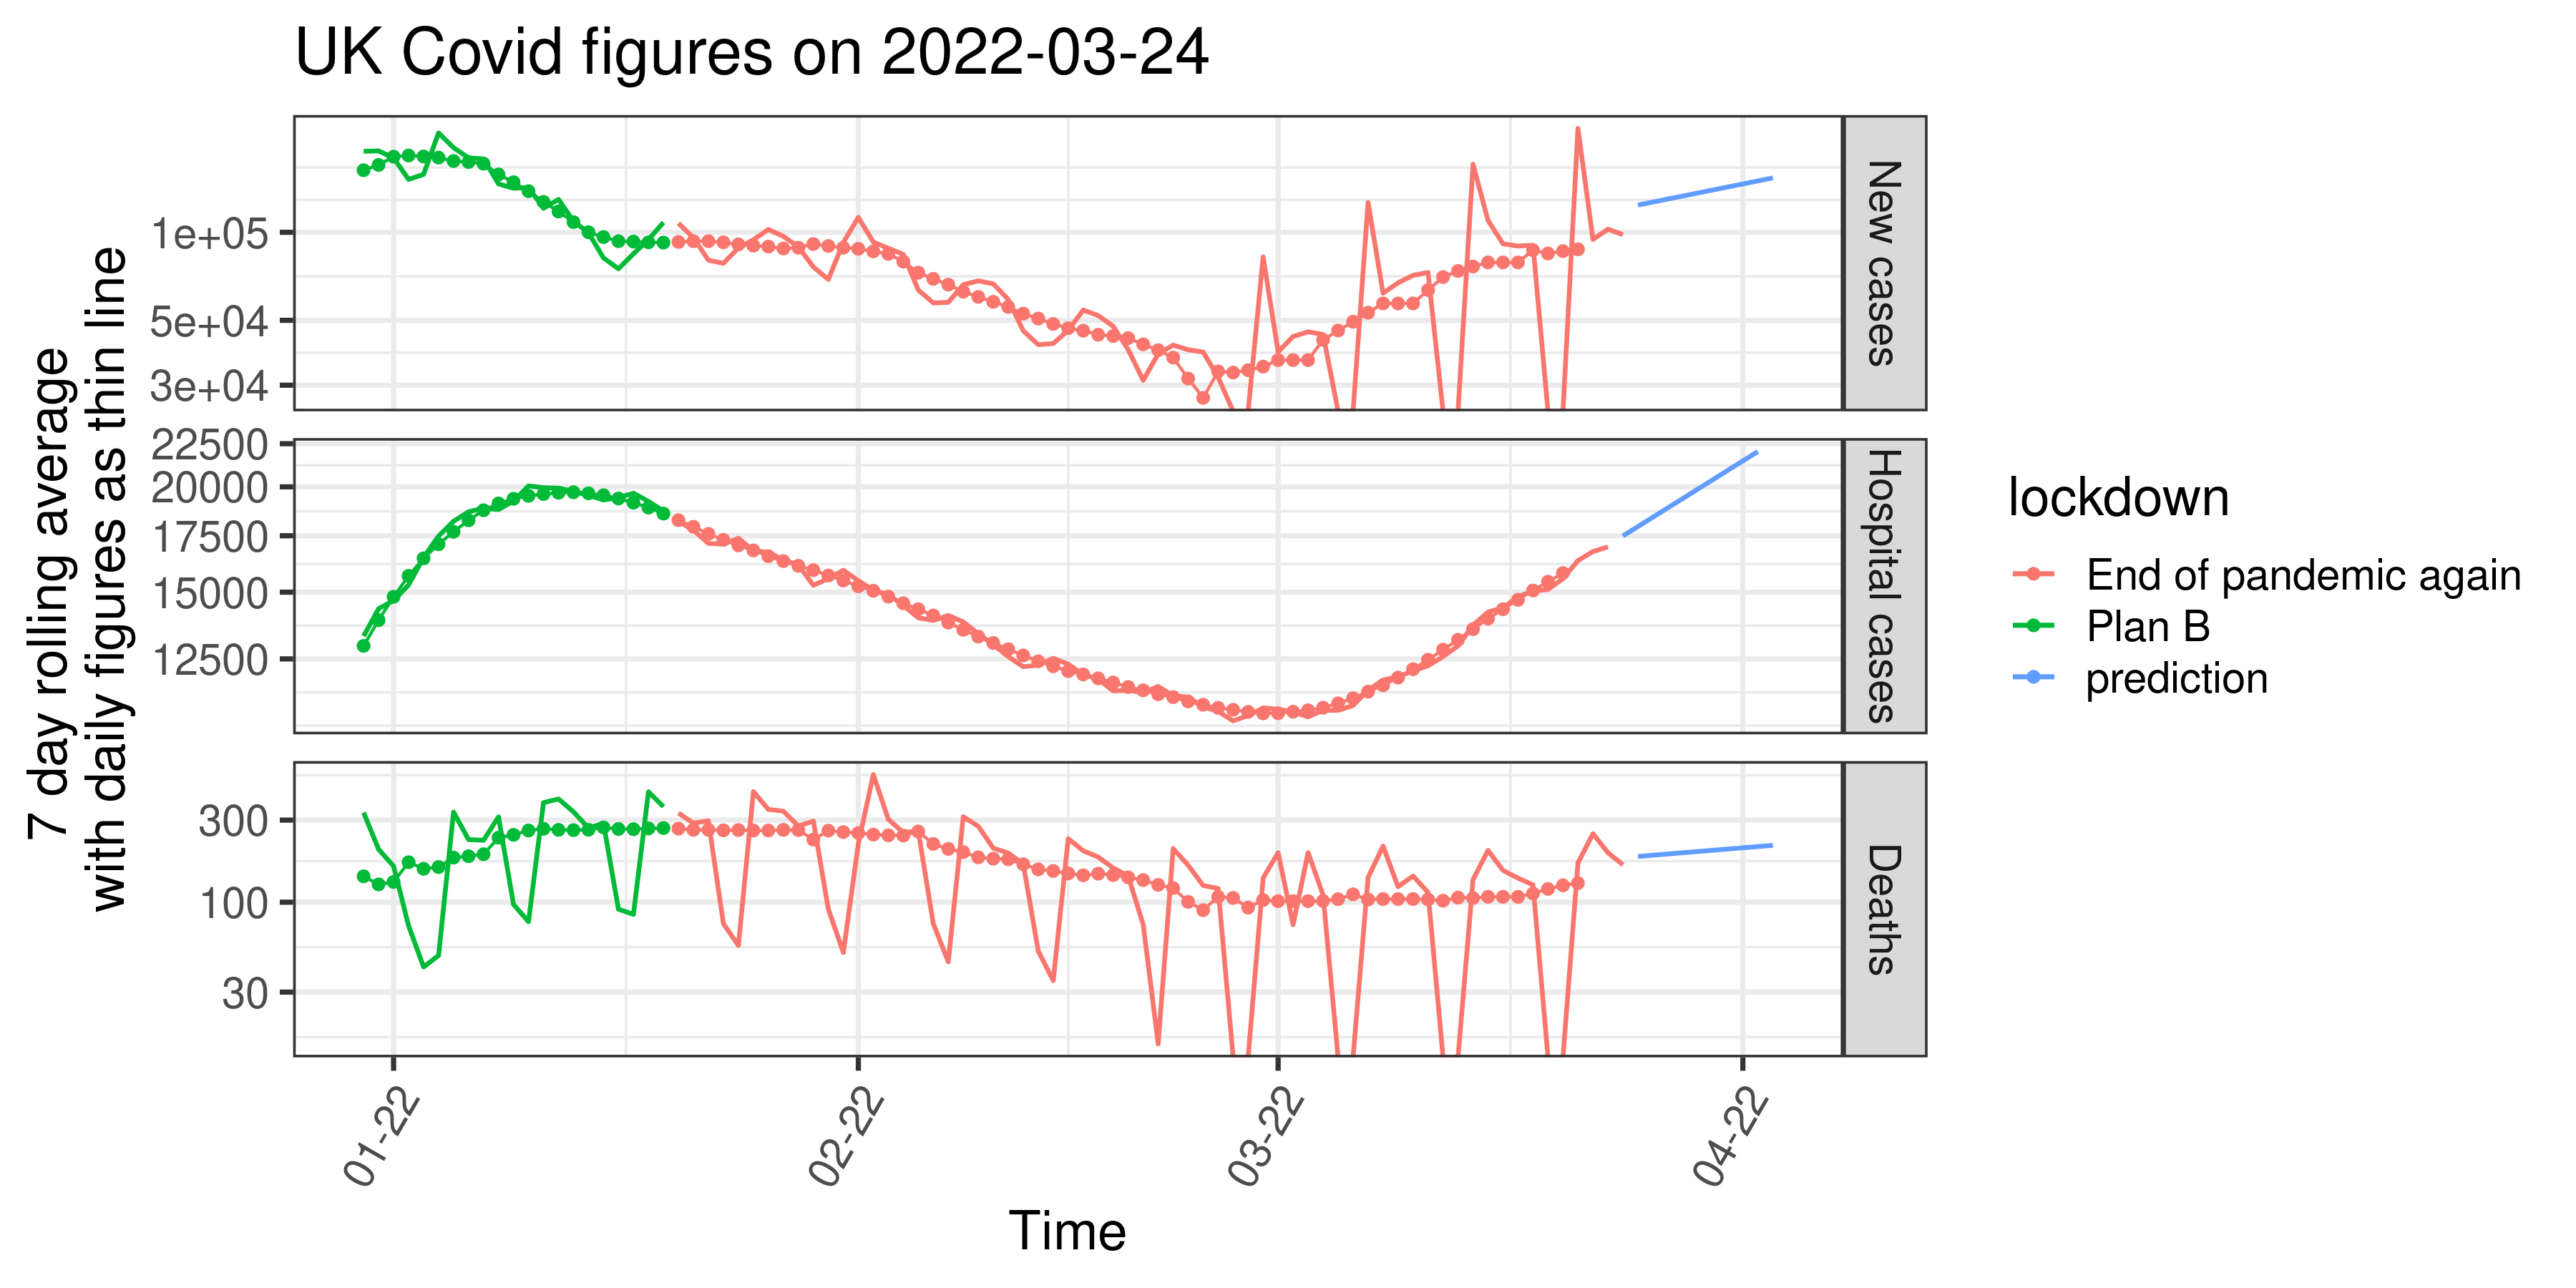 UK Covid figures on 2022-03-24
7 day rolling average
with daily figures as thin line
1e+05
5e+04
3e+04
New cases
22500
20000
17500
15000
12500
Hospital cases
300
100
30
Deaths
01-22
02-22
03-22
04-22
Time
lockdown
End of pandemic again
Plan B
prediction